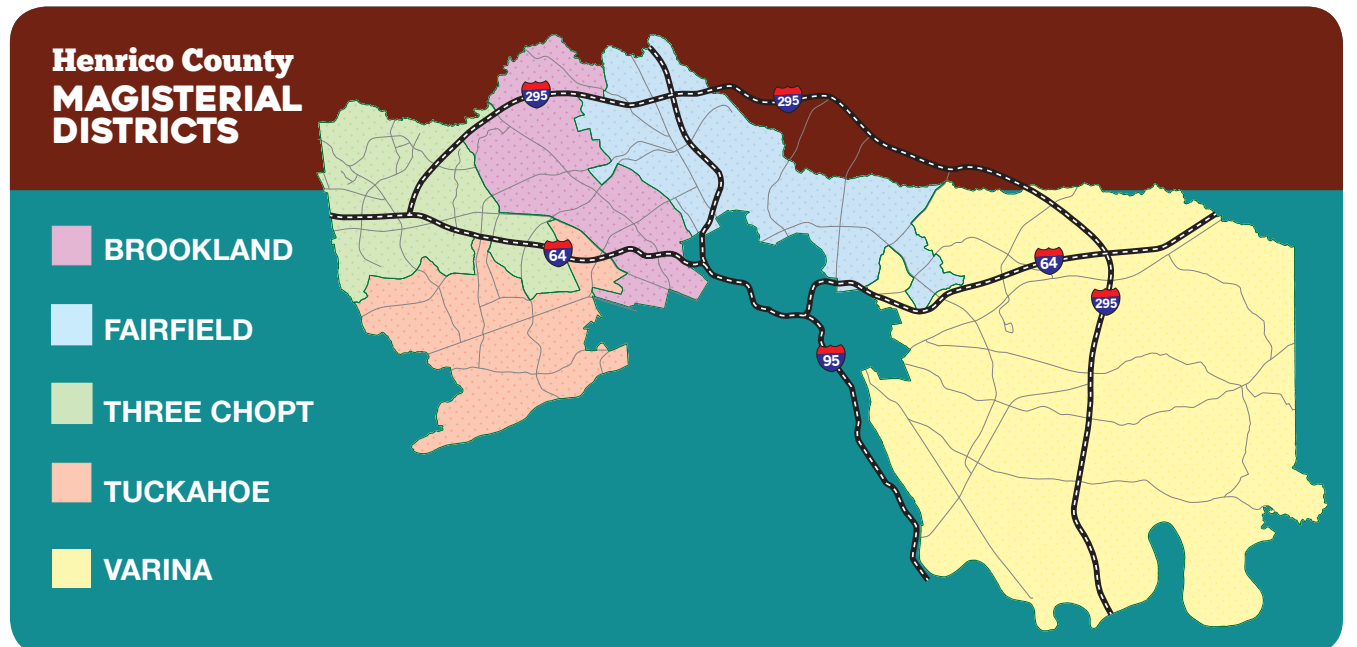 Henrico County
MAGISTERIAL
DISTRICTS
295
295
BROOKLAND
64
64
295
FAIRFIELD
95
THREE CHOPT
TUCKAHOE
VARINA